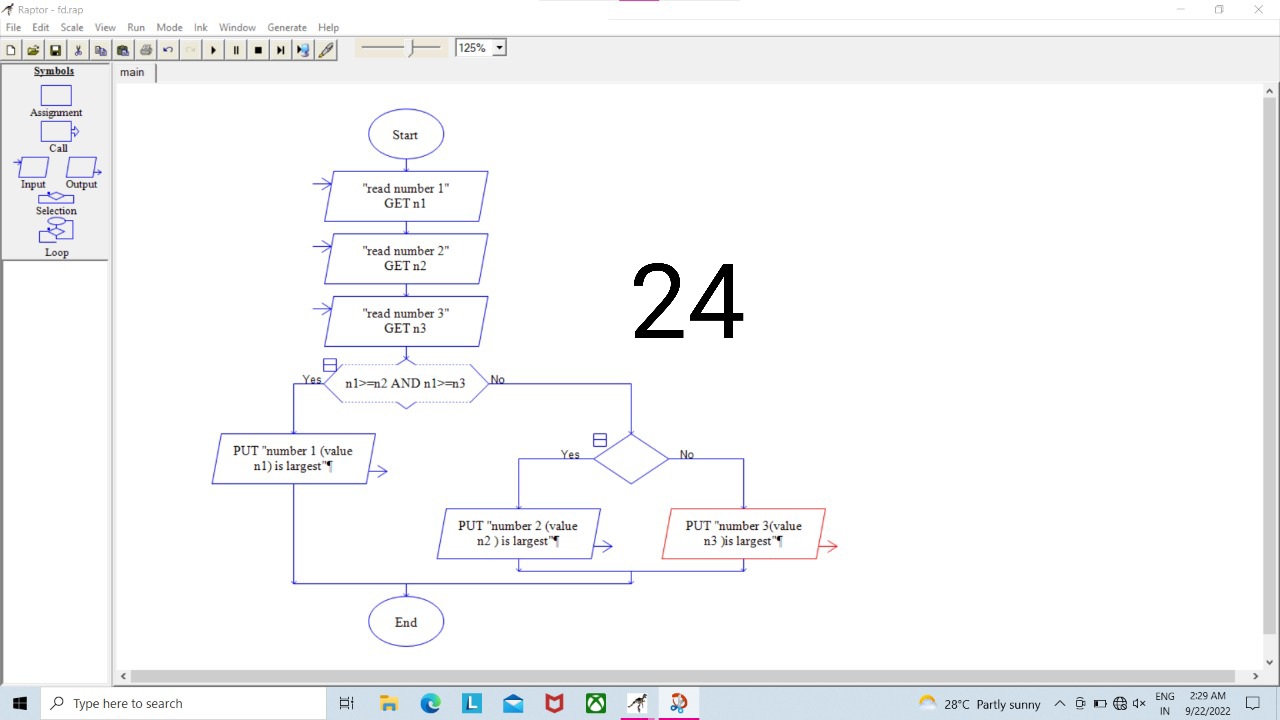 Raptor - fd.rap
File Edit Scale View Run Mode Ink Window Generate Help
125%
Symbols
Assignment
Call
Input Output
Selection
Loop
main
Start
"read number 1"
GET n1
"read number 2"
GET n2
"read number 3"
GET n3
24
Yes
n1>=n2 AND n1>=n3
No
PUT "number 1 (value
n1) is largest"¶
Yes
No
PUT "number 2 (value
n2 ) is largest"¶
PUT "number 3(value
n3 )is largest"¶
End
Type here to search
L
28°C Partly sunny
ENG
IN
2:29 AM
9/22/2022